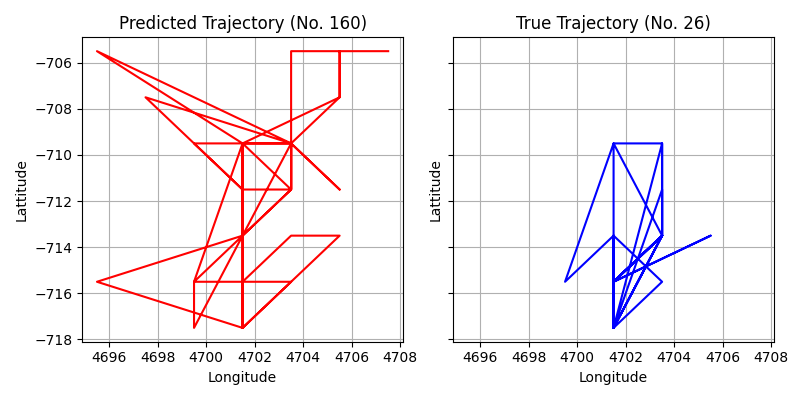 Predicted Trajectory (No. 160)
True Trajectory (No. 26)
Lattitude
−706
−708
−710
−712
−714
−716
−718
4696 4698 4700 4702 4704 4706 4708
Longitude
Lattitude
4696 4698 4700 4702 4704 4706 4708
Longitude